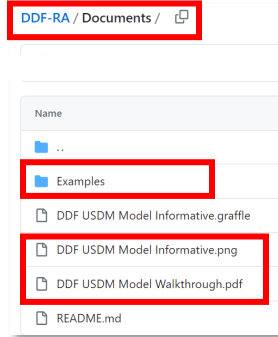 DDF-RA / Documents /
Name
..
Examples
DDF USDM Model Informative.graffle
DDF USDM Model Informative.png
DDF USDM Model Walkthrough.pdf
README.md